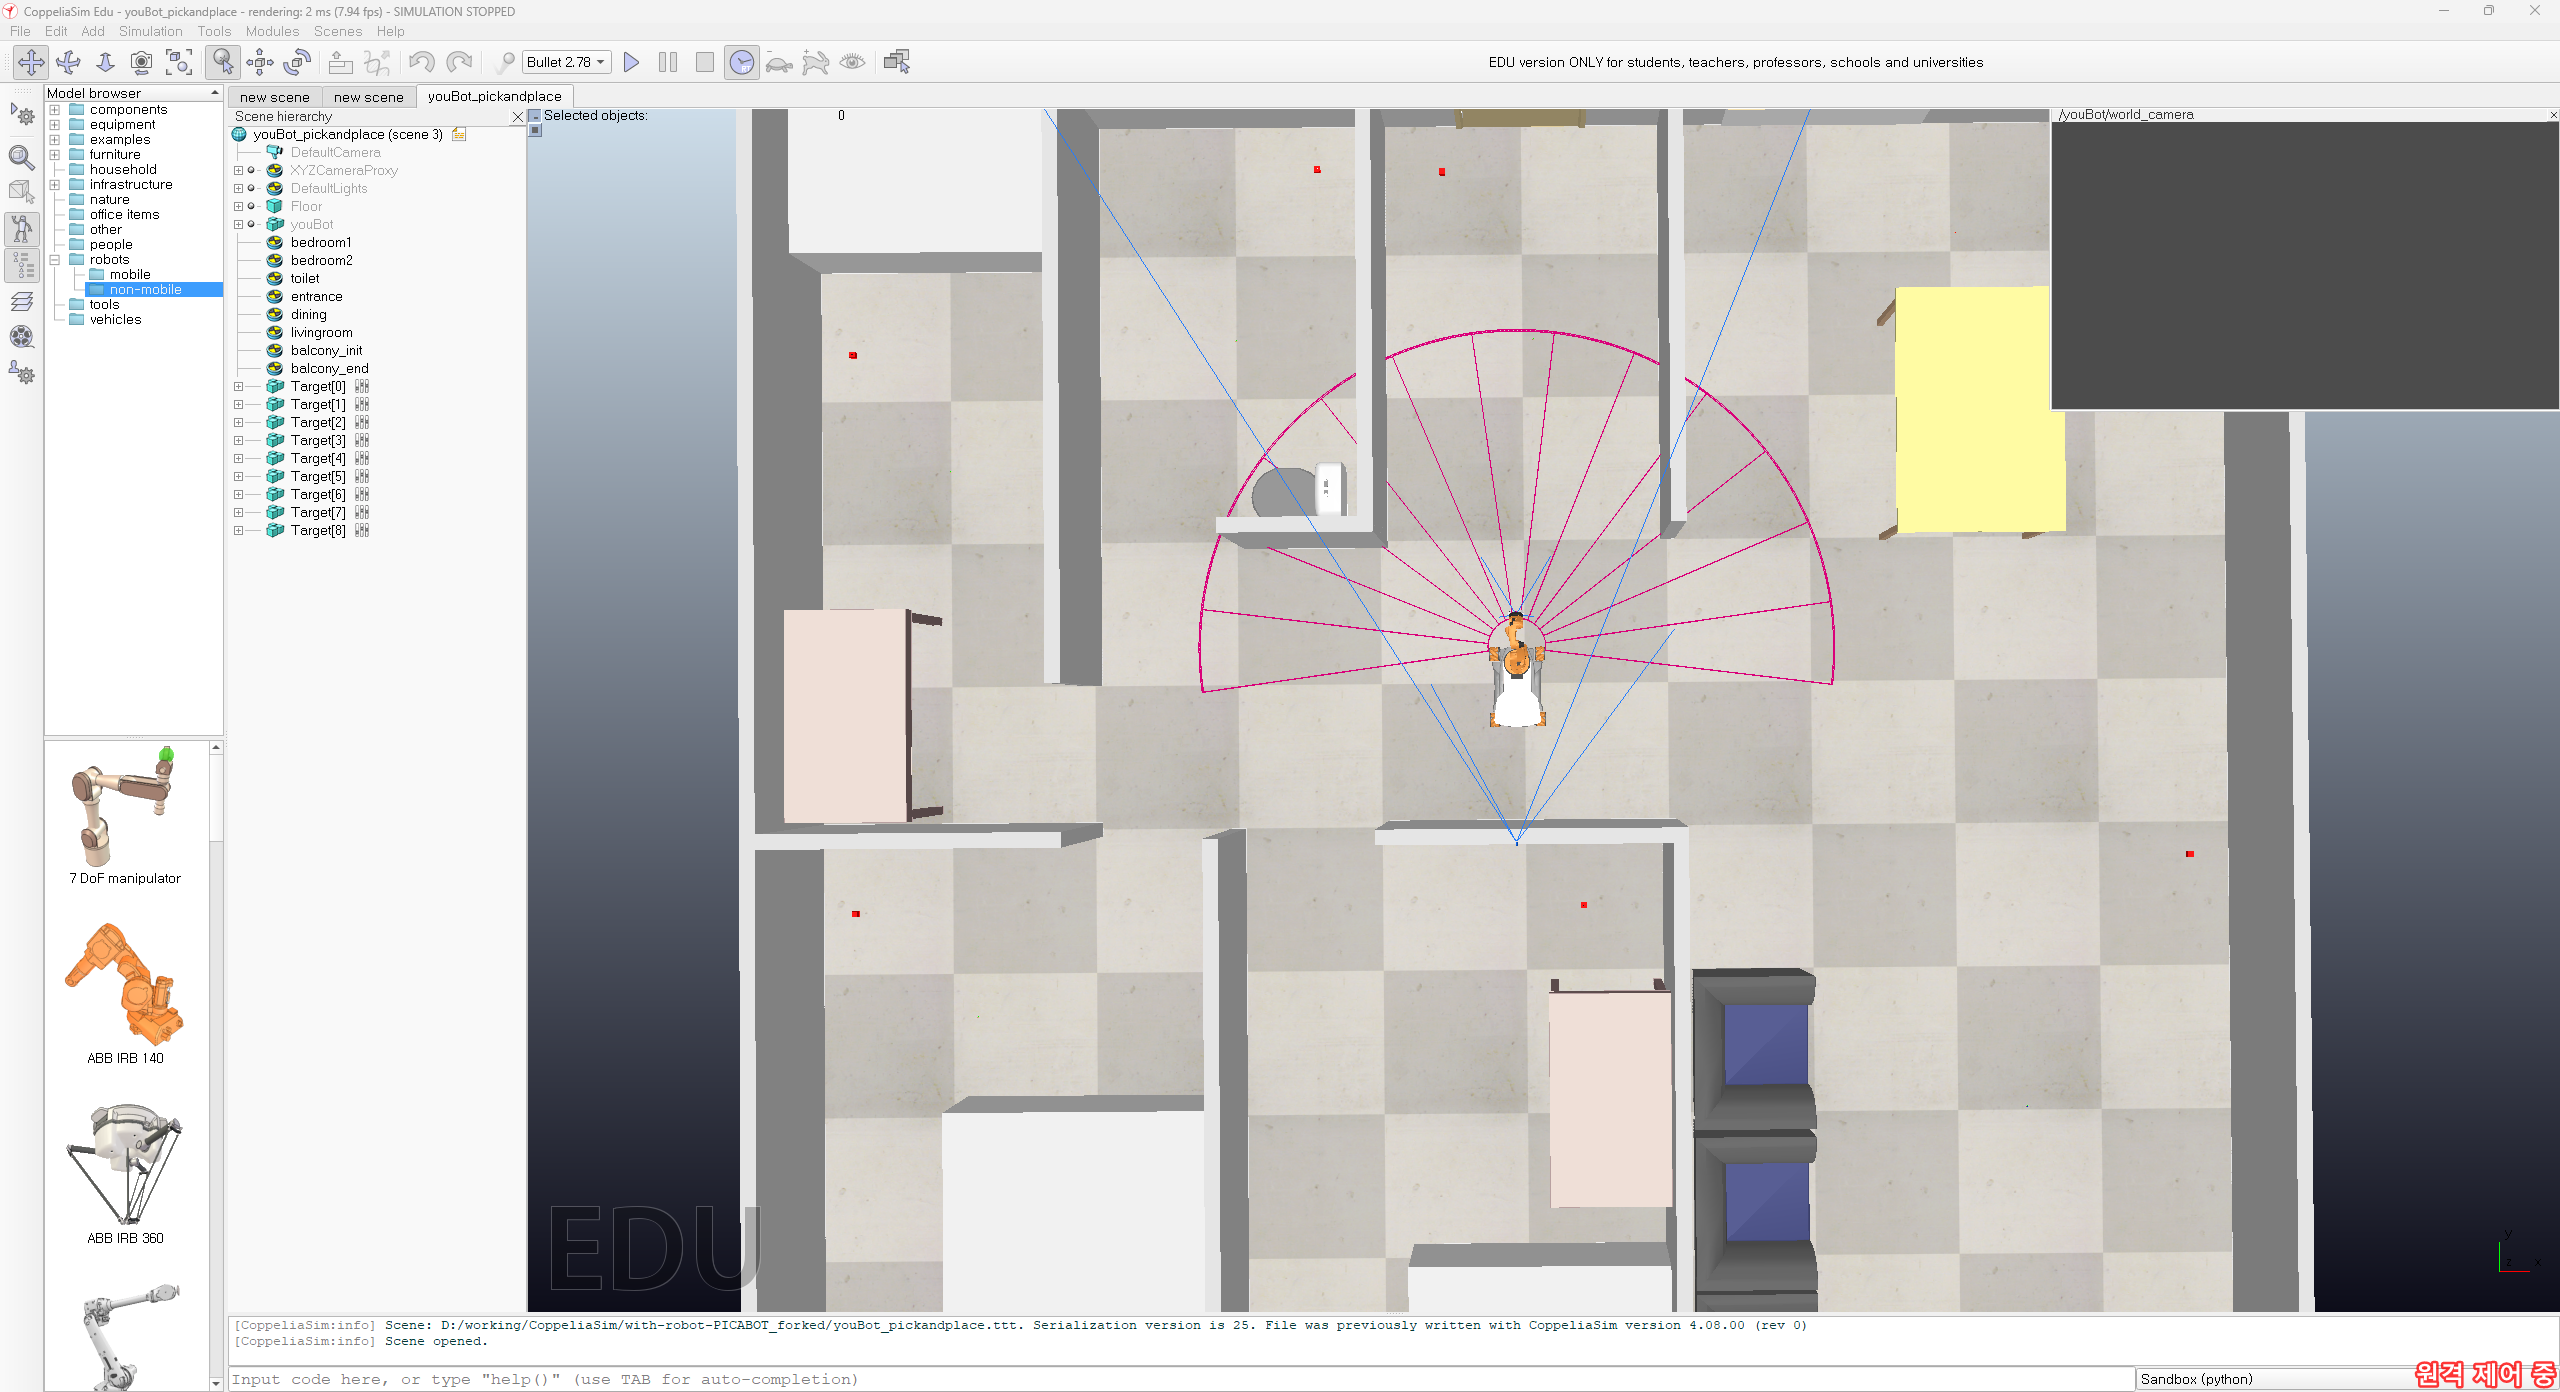 CoppeliaSim Edu - youBot_pickandplace - rendering: 2 ms (7.94 fps) - SIMULATION STOPPED
File Edit Add Simulation Tools Modules Scenes Help
Bullet 2.78
EDU version ONLY for students, teachers, professors, schools and universities
Model browser
components
equipment
examples
furniture
household
infrastructure
nature
office items
other
people
robots
mobile
non-mobile
tools
vehicles
7 DoF manipulator
ABB IRB 140
ABB IRB 360
new scene
new scene
youBot_pickandplace
Scene hierarchy
youBot_pickandplace (scene 3)
DefaultCamera
XYZCameraProxy
DefaultLights
Floor
youBot
bedroom1
bedroom2
toilet
entrance
dining
livingroom
balcony_init
balcony_end
Target[0]
Target[1]
Target[2]
Target[3]
Target[4]
Target[5]
Target[6]
Target[7]
Target[8]
Selected objects: 0
/youBot/world_camera
EDU
y
z x
[CoppeliaSim:info] Scene: D:/working/CoppeliaSim/with-robot-PICABOT_forked/youBot_pickandplace.ttt. Serialization version is 25. File was previously written with CoppeliaSim version 4.08.00 (rev 0)
[CoppeliaSim:info] Scene opened.
Input code here, or type "help()" (use TAB for auto-completion)
Sandbox (python)
원격 제어 중